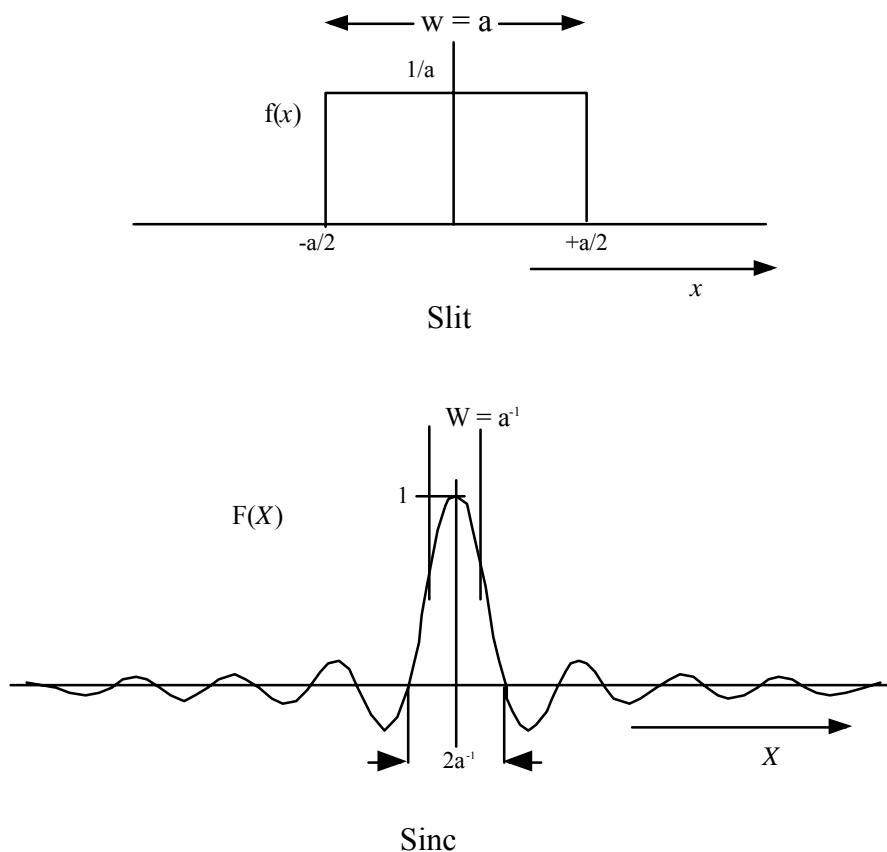 w = a
1/a
f(x)
-a/2
+a/2
x
Slit
W = a⁻¹
1
F(X)
2a⁻¹
X
Sinc